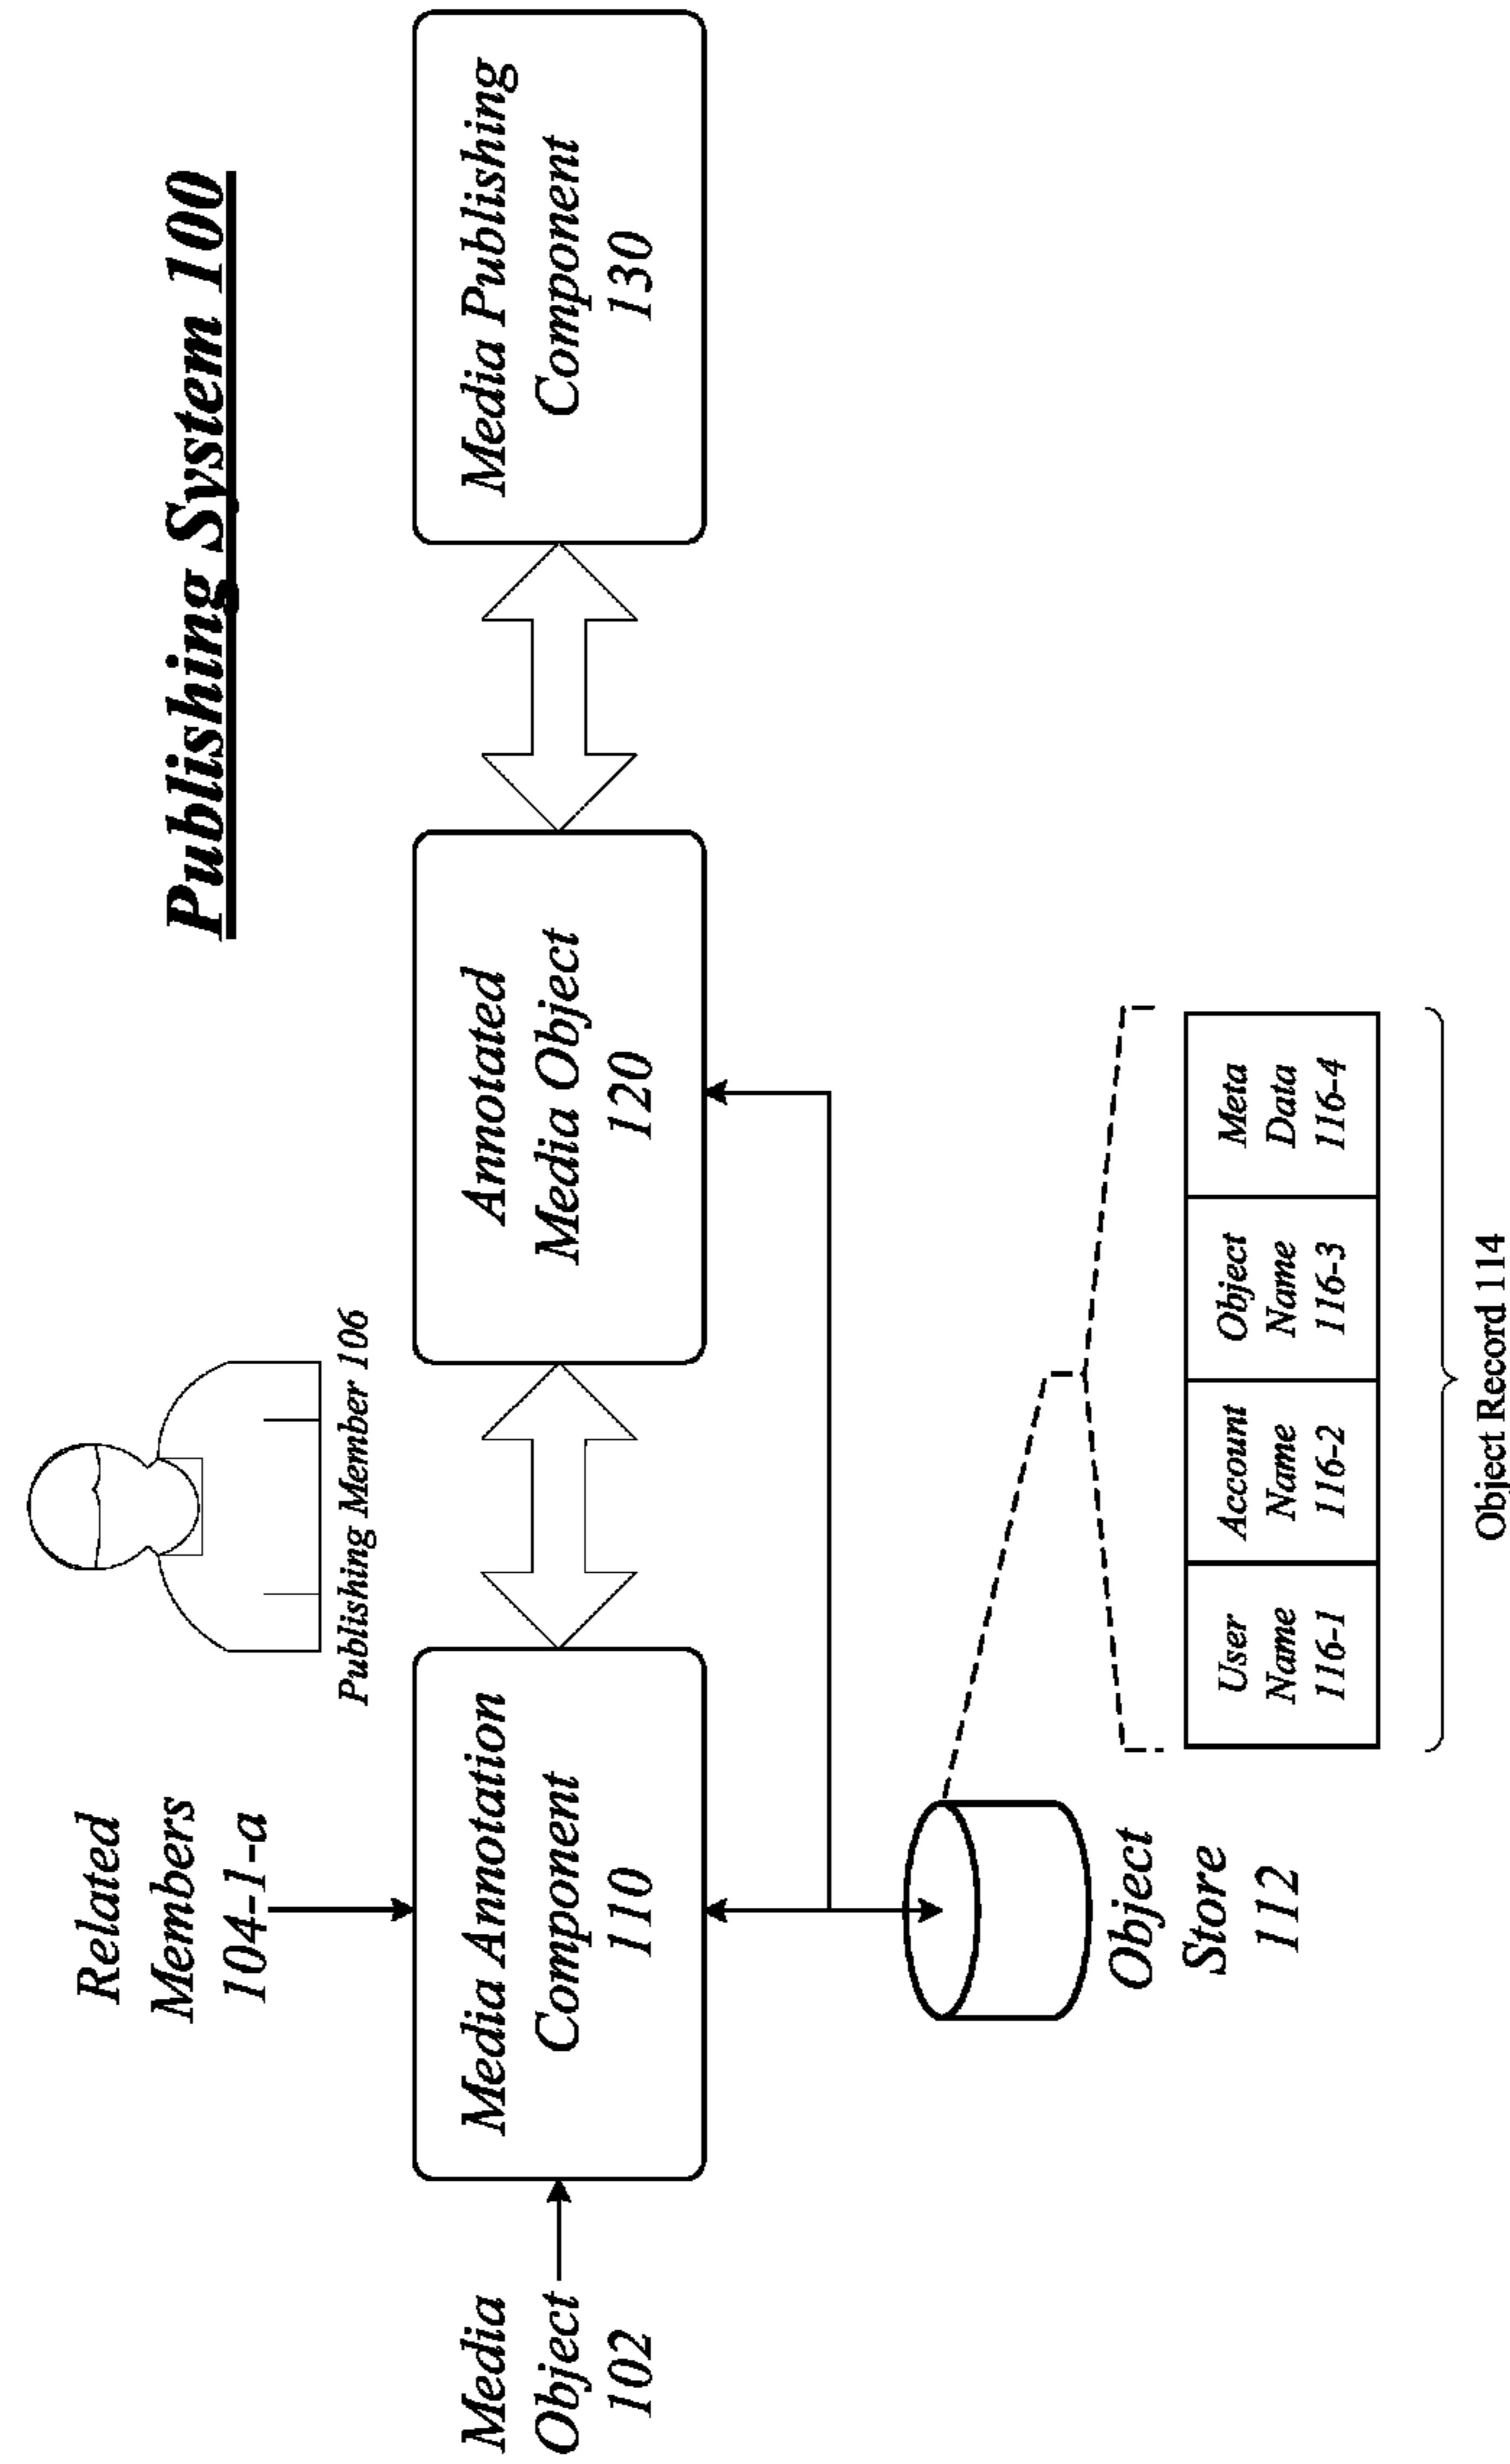 Publishing System 100
Related
Members
104-1-a
Publishing Member 106
Media
Object
102
Media Annotation
Component
110
Annotated
Media Object
120
Media Publishing
Component
130
Object
Store
112
User
Name
116-1
Account
Name
116-2
Object
Name
116-3
Meta
Data
116-4
Object Record 114